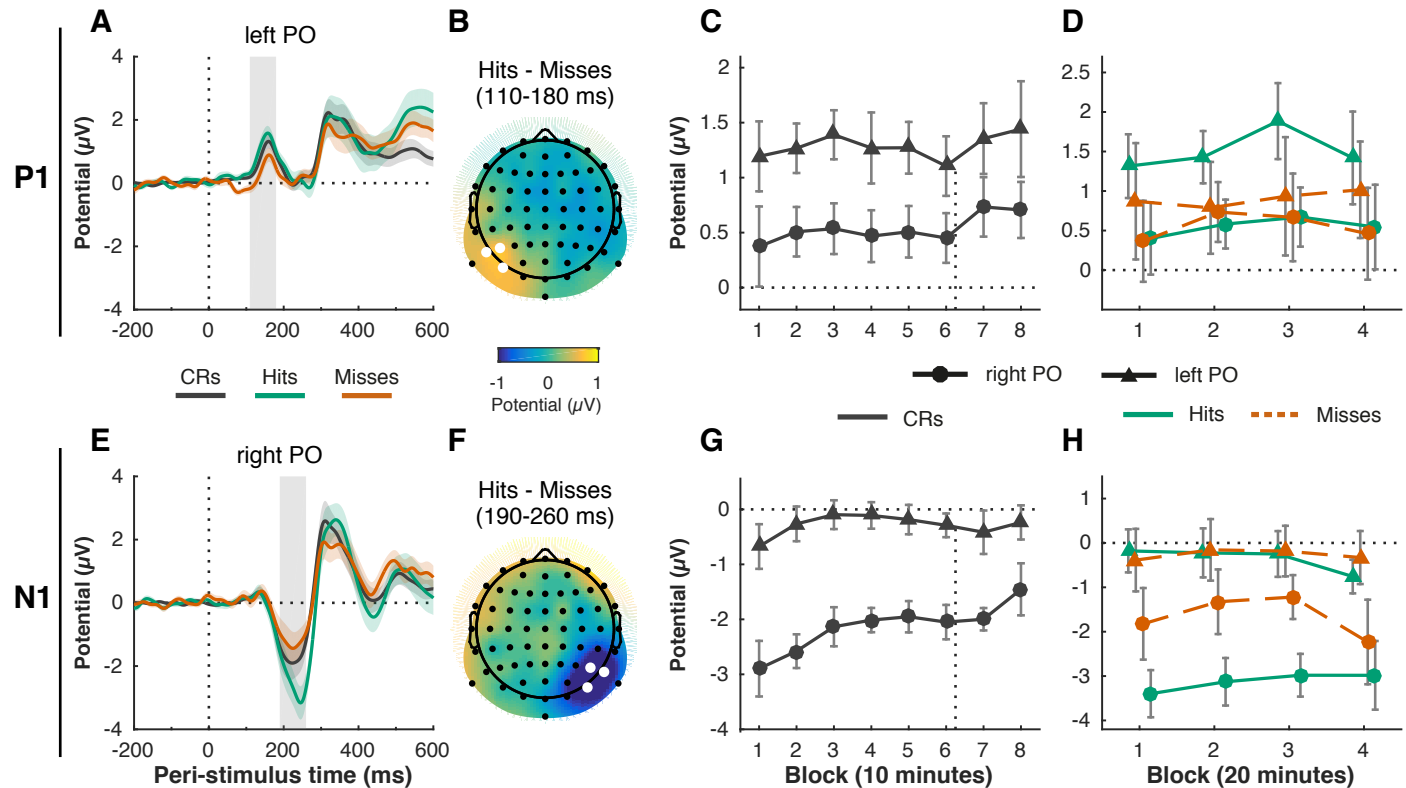 A
left PO
P1
Potential (µV)
4
2
0
-2
-4
-200
0
200
400
600
B
Hits - Misses
(110-180 ms)
-1
0
1
Potential (µV)
C
Potential (µV)
2
1.5
1
0.5
0
1
2
3
4
5
6
7
8
D
2.5
2
1.5
1
0.5
0
1
2
3
4
CRs
Hits
Misses
right PO
left PO
CRs
Hits
Misses
E
right PO
N1
Potential (µV)
4
2
0
-2
-4
-200
0
200
400
600
Peri-stimulus time (ms)
F
Hits - Misses
(190-260 ms)
G
Potential (µV)
0
-1
-2
-3
-4
1
2
3
4
5
6
7
8
Block (10 minutes)
H
1
0
-1
-2
-3
-4
1
2
3
4
Block (20 minutes)